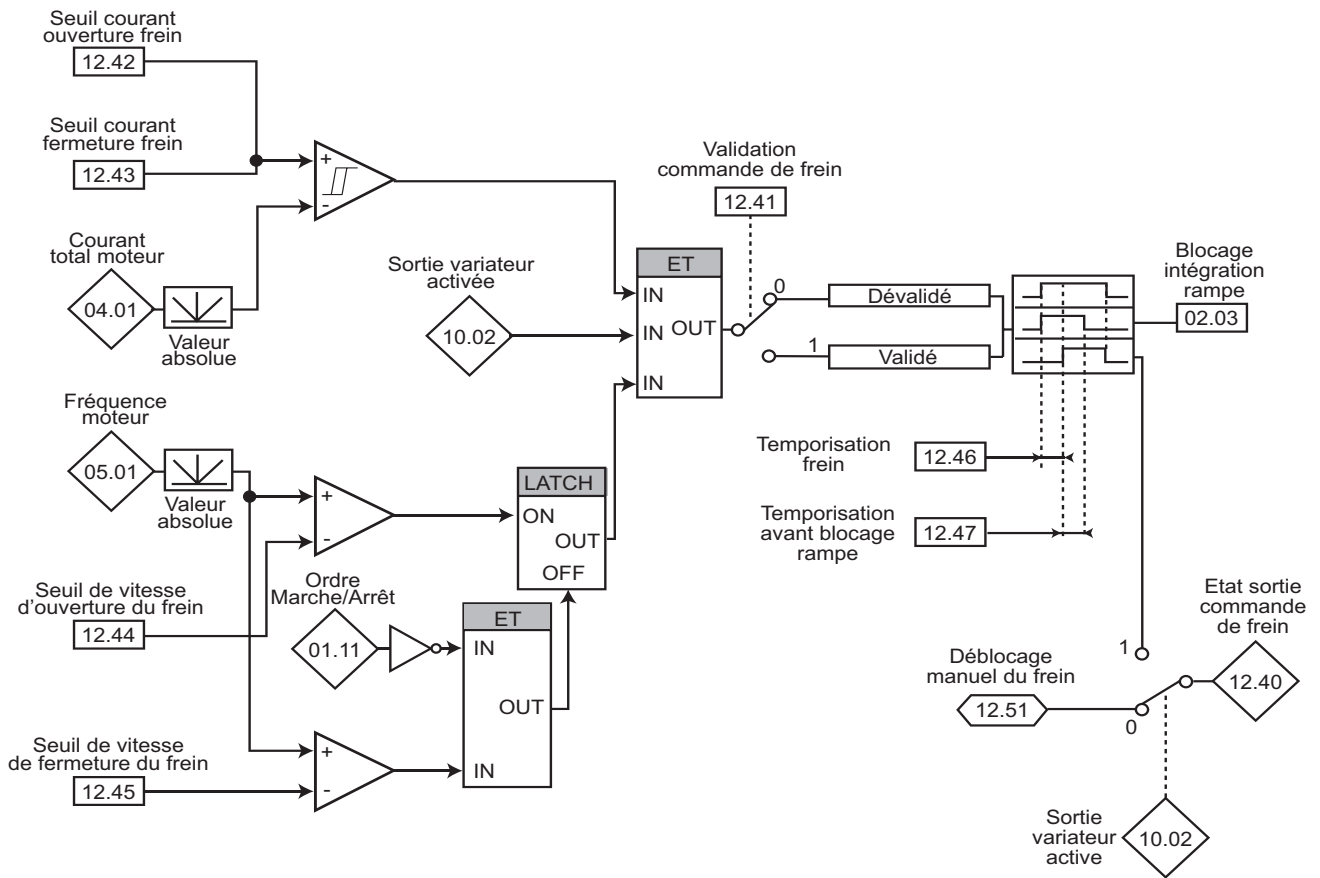 Seuil courant
ouverture frein
12.42
Seuil courant
fermeture frein
12.43
+
-
Courant
total moteur
04.01
Valeur
absolue
Sortie variateur
activée
10.02
ET
IN
IN
OUT
IN
Validation
commande de frein
12.41
0
1
Dévalidé
Validé
Blocage
intégration
rampe
02.03
Temporisation
frein
12.46
Temporisation
avant blocage
rampe
12.47
Fréquence
moteur
05.01
Valeur
absolue
+
-
LATCH
ON
OUT
OFF
Seuil de vitesse
d'ouverture du frein
12.44
Ordre
Marche/Arrêt
01.11
ET
IN
OUT
IN
Seuil de vitesse
de fermeture du frein
12.45
+
-
Etat sortie
commande
de frein
12.40
1
0
Déblocage
manuel du frein
12.51
Sortie
variateur
active
10.02